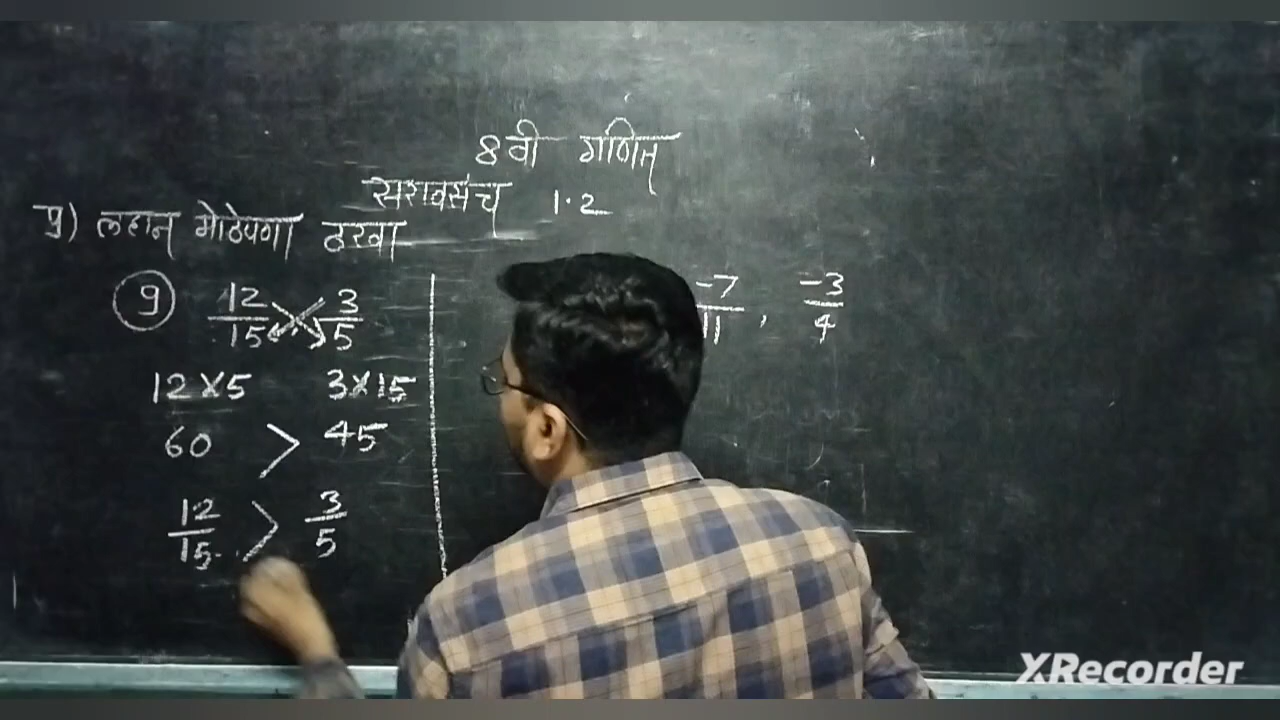 8वी गणित
सरावसंच 1.2
प्र) लहान मोठेपणा ठरवा
9 12/15 3/5
-7/11 , -3/4
12×5 3×15
60 > 45
12/15 > 3/5
XRecorder